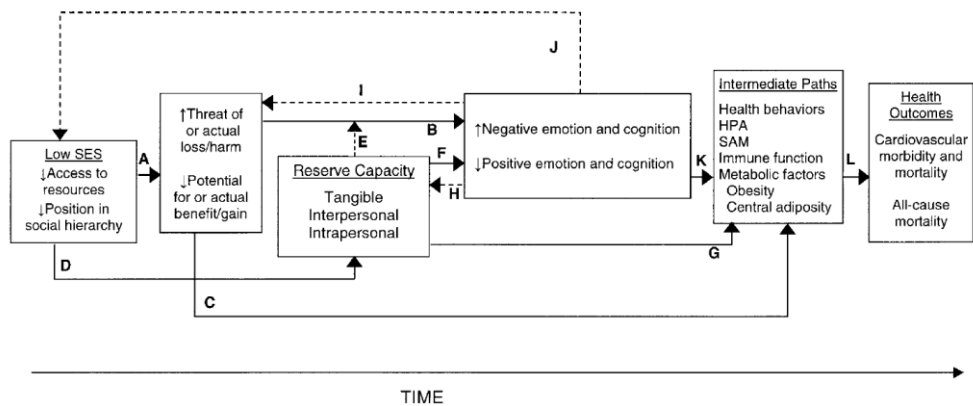 J
I
B
A
E
F
H
K
L
G
D
C
Low SES
↓Access to
resources
↓Position in
social hierarchy
↑Threat of
or actual
loss/harm
↓Potential
for or actual
benefit/gain
Reserve Capacity
Tangible
Interpersonal
Intrapersonal
↑Negative emotion and cognition
↓Positive emotion and cognition
Intermediate Paths
Health behaviors
HPA
SAM
Immune function
Metabolic factors
Obesity
Central adiposity
Health
Outcomes
Cardiovascular
morbidity and
mortality
All-cause
mortality
TIME